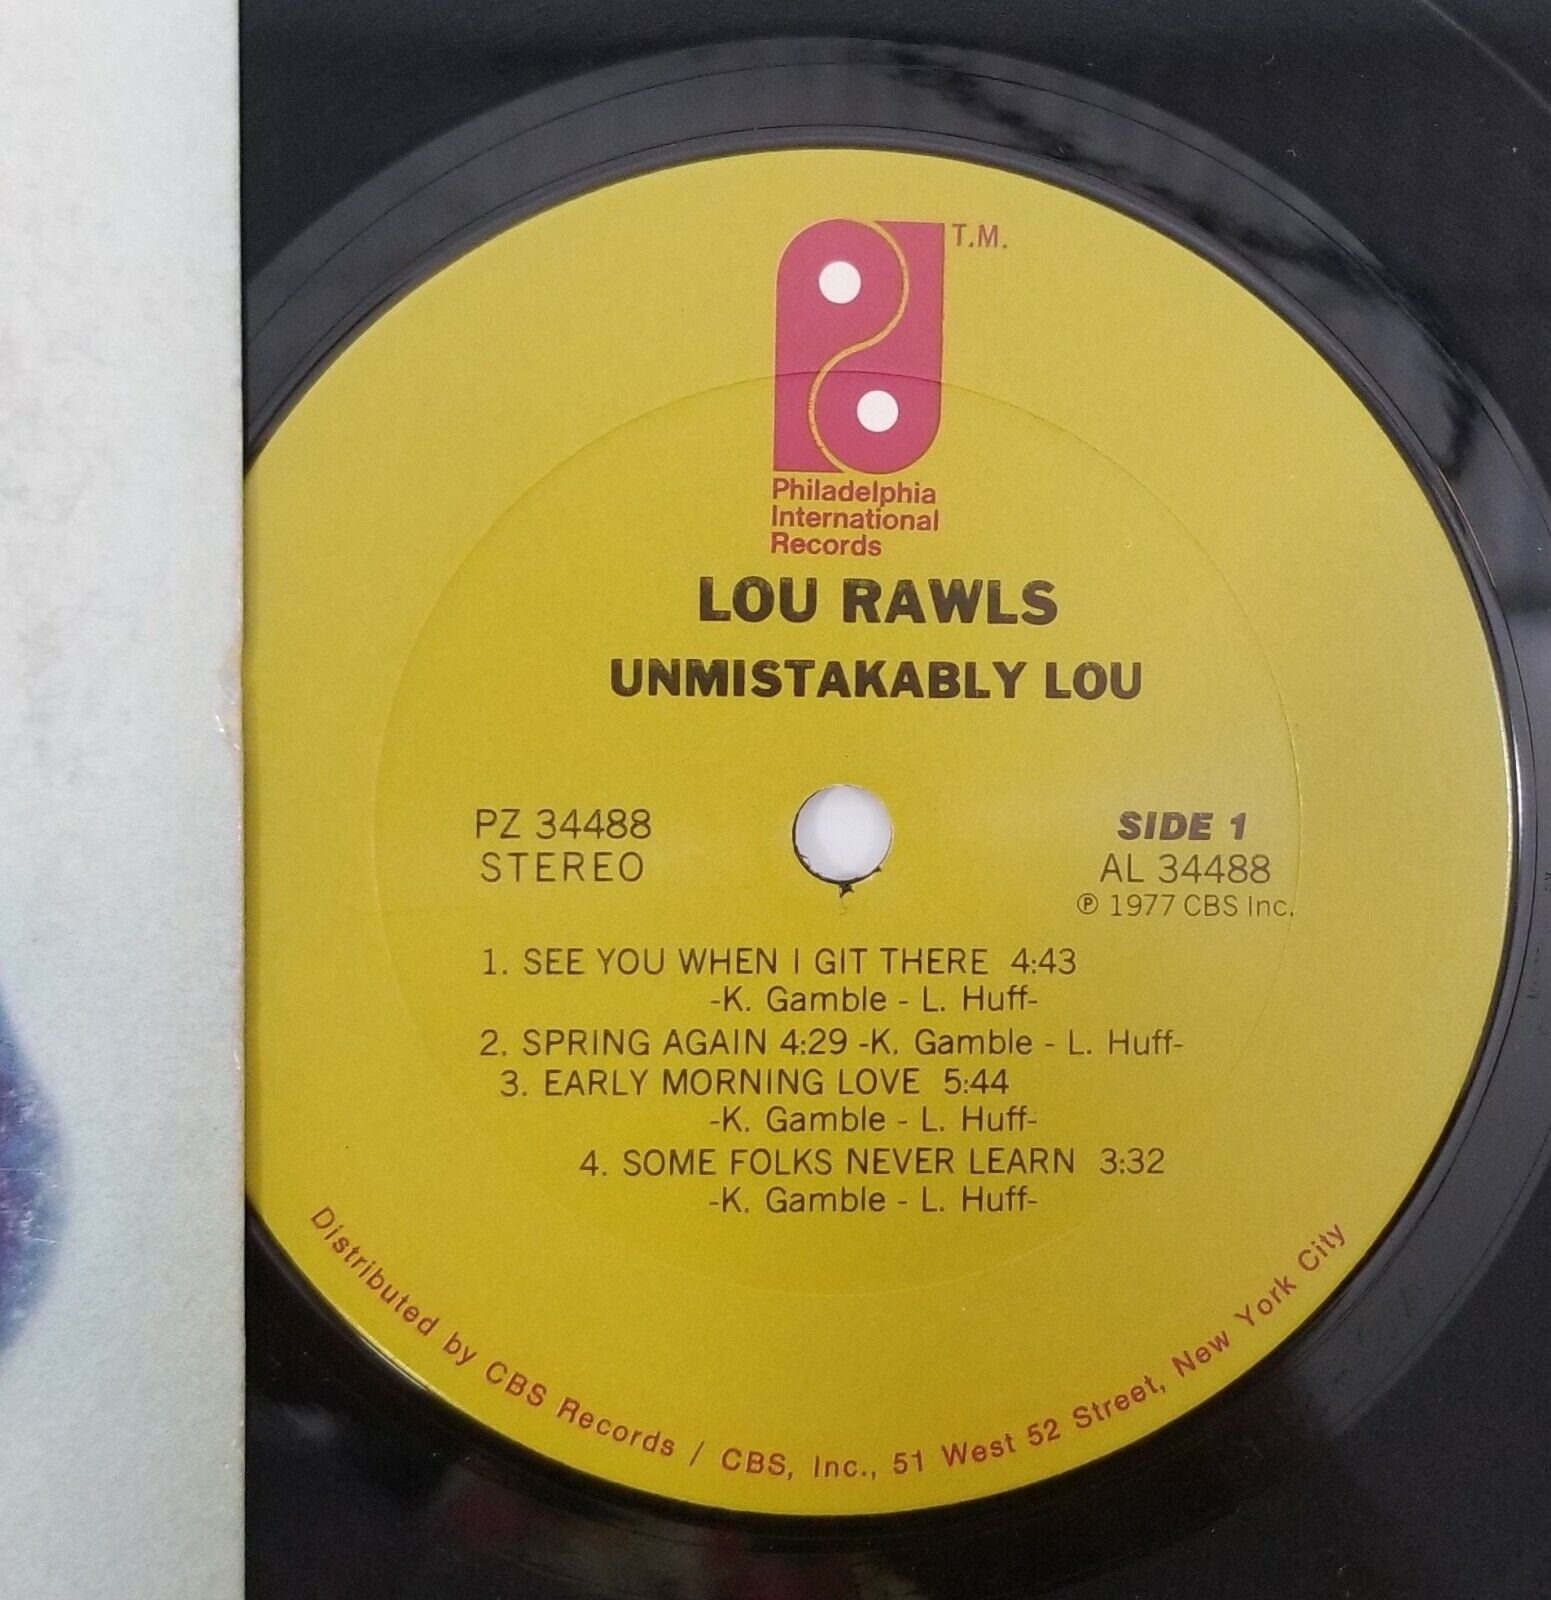 T.M.
Philadelphia
International
Records
LOU RAWLS
UNMISTAKABLY LOU
PZ 34488
STEREO
SIDE 1
AL 34488
℗ 1977 CBS Inc.
1. SEE YOU WHEN I GIT THERE 4:43
-K. Gamble - L. Huff-
2. SPRING AGAIN 4:29 -K. Gamble - L. Huff-
3. EARLY MORNING LOVE 5:44
-K. Gamble - L. Huff-
4. SOME FOLKS NEVER LEARN 3:32
-K. Gamble - L. Huff-
Distributed by CBS Records / CBS, Inc., 51 West 52 Street, New York City